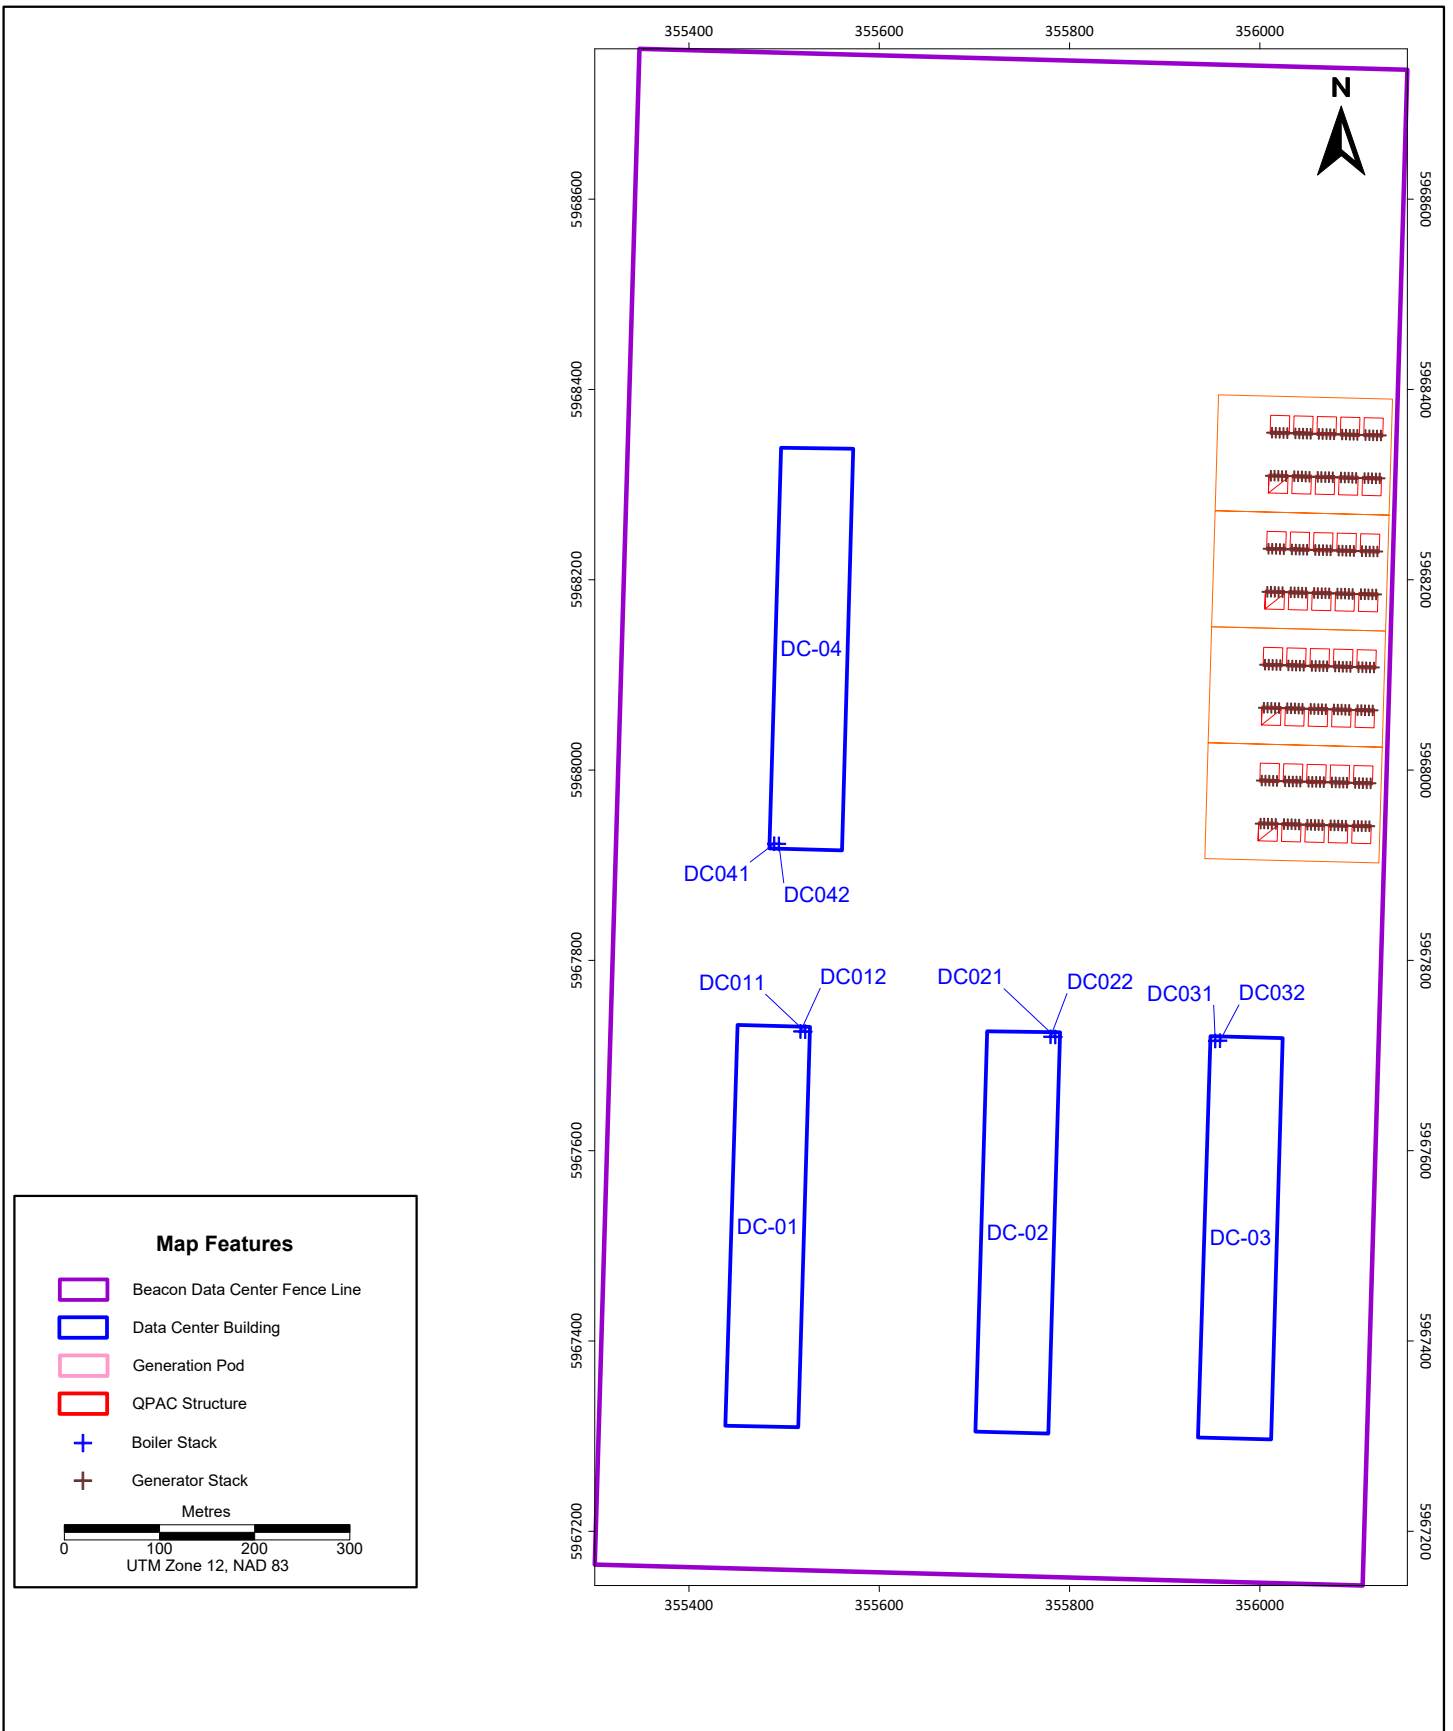 355400
355600
355800
356000
N
5968600
5968600
5968400
5968400
5968200
5968200
DC-04
5968000
5968000
DC041
DC042
5967800
5967800
DC011
DC012
DC021
DC022
DC031
DC032
5967600
5967600
DC-01
DC-02
DC-03
5967400
5967400
5967200
5967200
355400
355600
355800
356000
Map Features
Beacon Data Center Fence Line
Data Center Building
Generation Pod
QPAC Structure
Boiler Stack
Generator Stack
Metres
0 100 200 300
UTM Zone 12, NAD 83